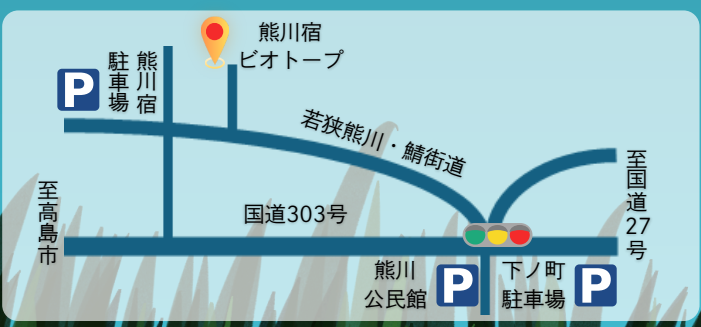 熊川宿
ビオトープ
熊川宿
駐車場
P
若狭熊川・鯖街道
至国道27号
至高島市
国道303号
熊川
公民館
P
下ノ町
駐車場
P